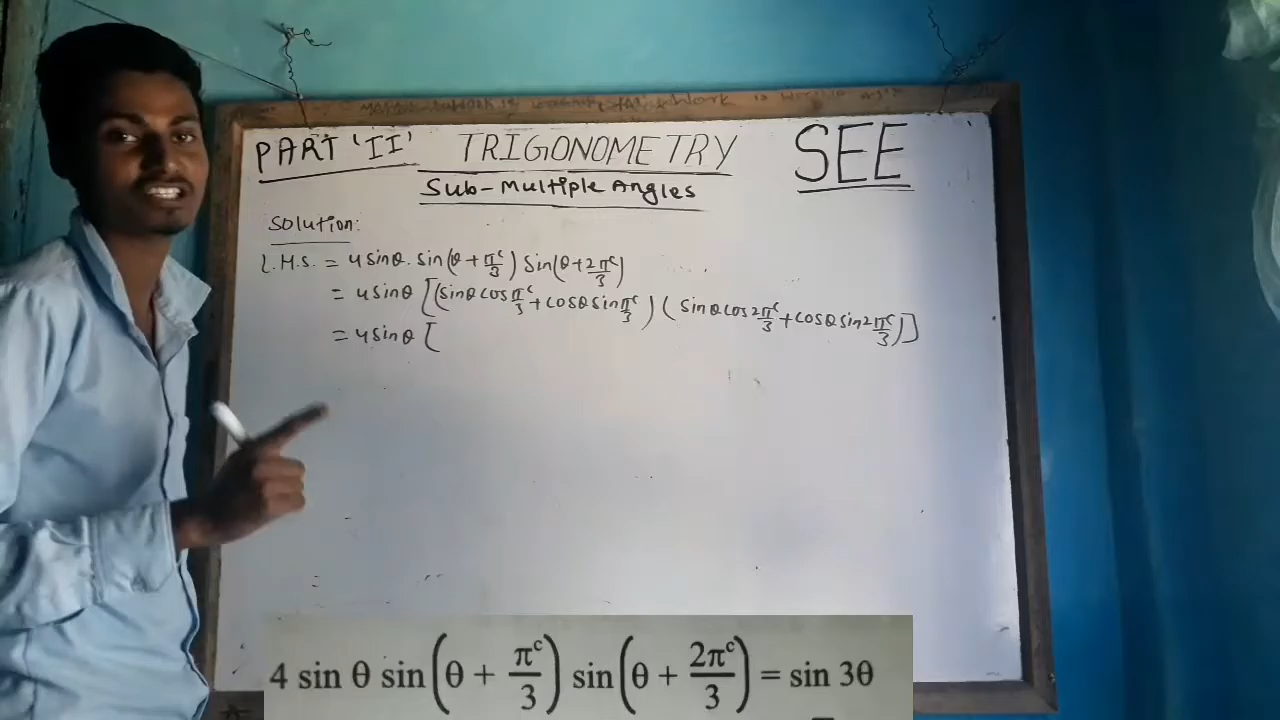 PART 'II' TRIGONOMETRY SEE
Sub-Multiple Angles
Solution:
L.H.S. = 4sinθ. sin(θ + π^c/3) sin(θ + 2π^c/3)
= 4sinθ [(sinθ cos π^c/3 + cosθ sin π^c/3) (sinθ cos 2π^c/3 + cosθ sin 2π^c/3)]
= 4sinθ [
4 sin θ sin(θ + π^c/3) sin(θ + 2π^c/3) = sin 3θ